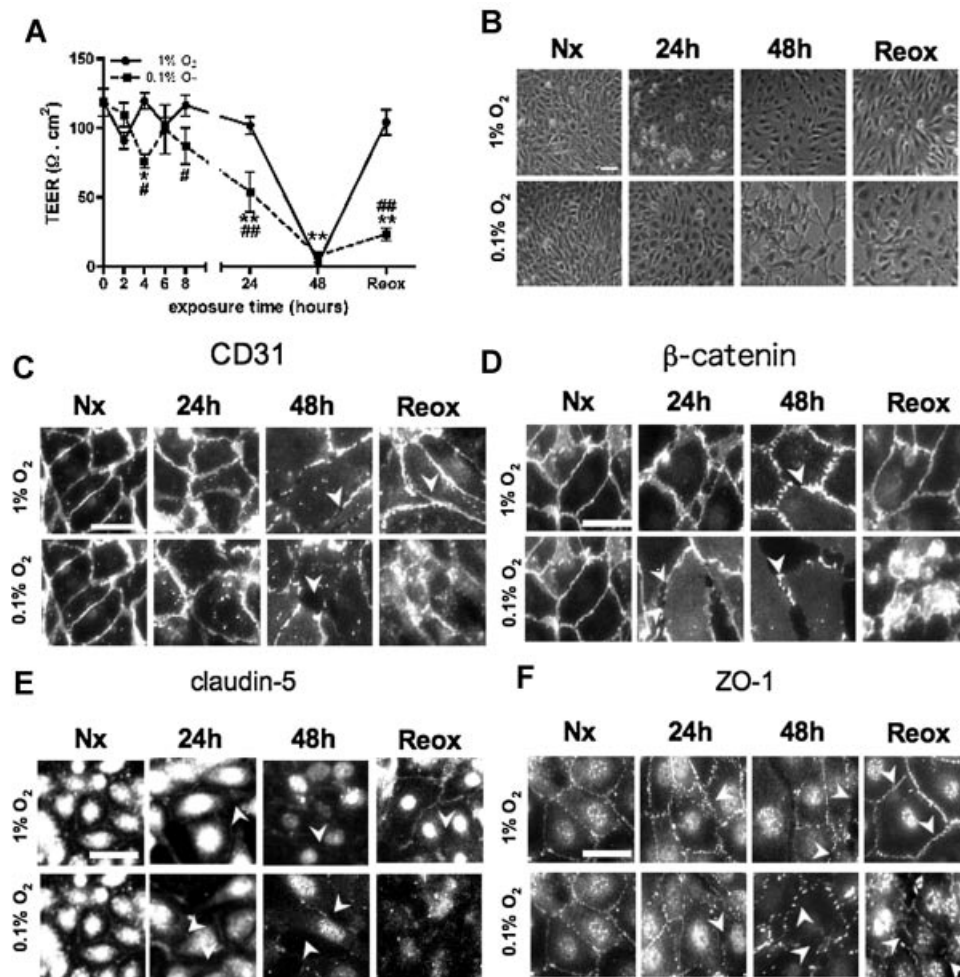 A
1% O₂
0.1% O₂
150
100
50
0
TEER (Ω . cm²)
*
#
#
**
##
**
##
**
0 2 4 6 8 24 48 Reox
exposure time (hours)
B
Nx 24h 48h Reox
1% O₂
0.1% O₂
CD31
C
Nx 24h 48h Reox
1% O₂
0.1% O₂
β-catenin
D
Nx 24h 48h Reox
1% O₂
0.1% O₂
E
claudin-5
Nx 24h 48h Reox
1% O₂
0.1% O₂
F
ZO-1
Nx 24h 48h Reox
1% O₂
0.1% O₂